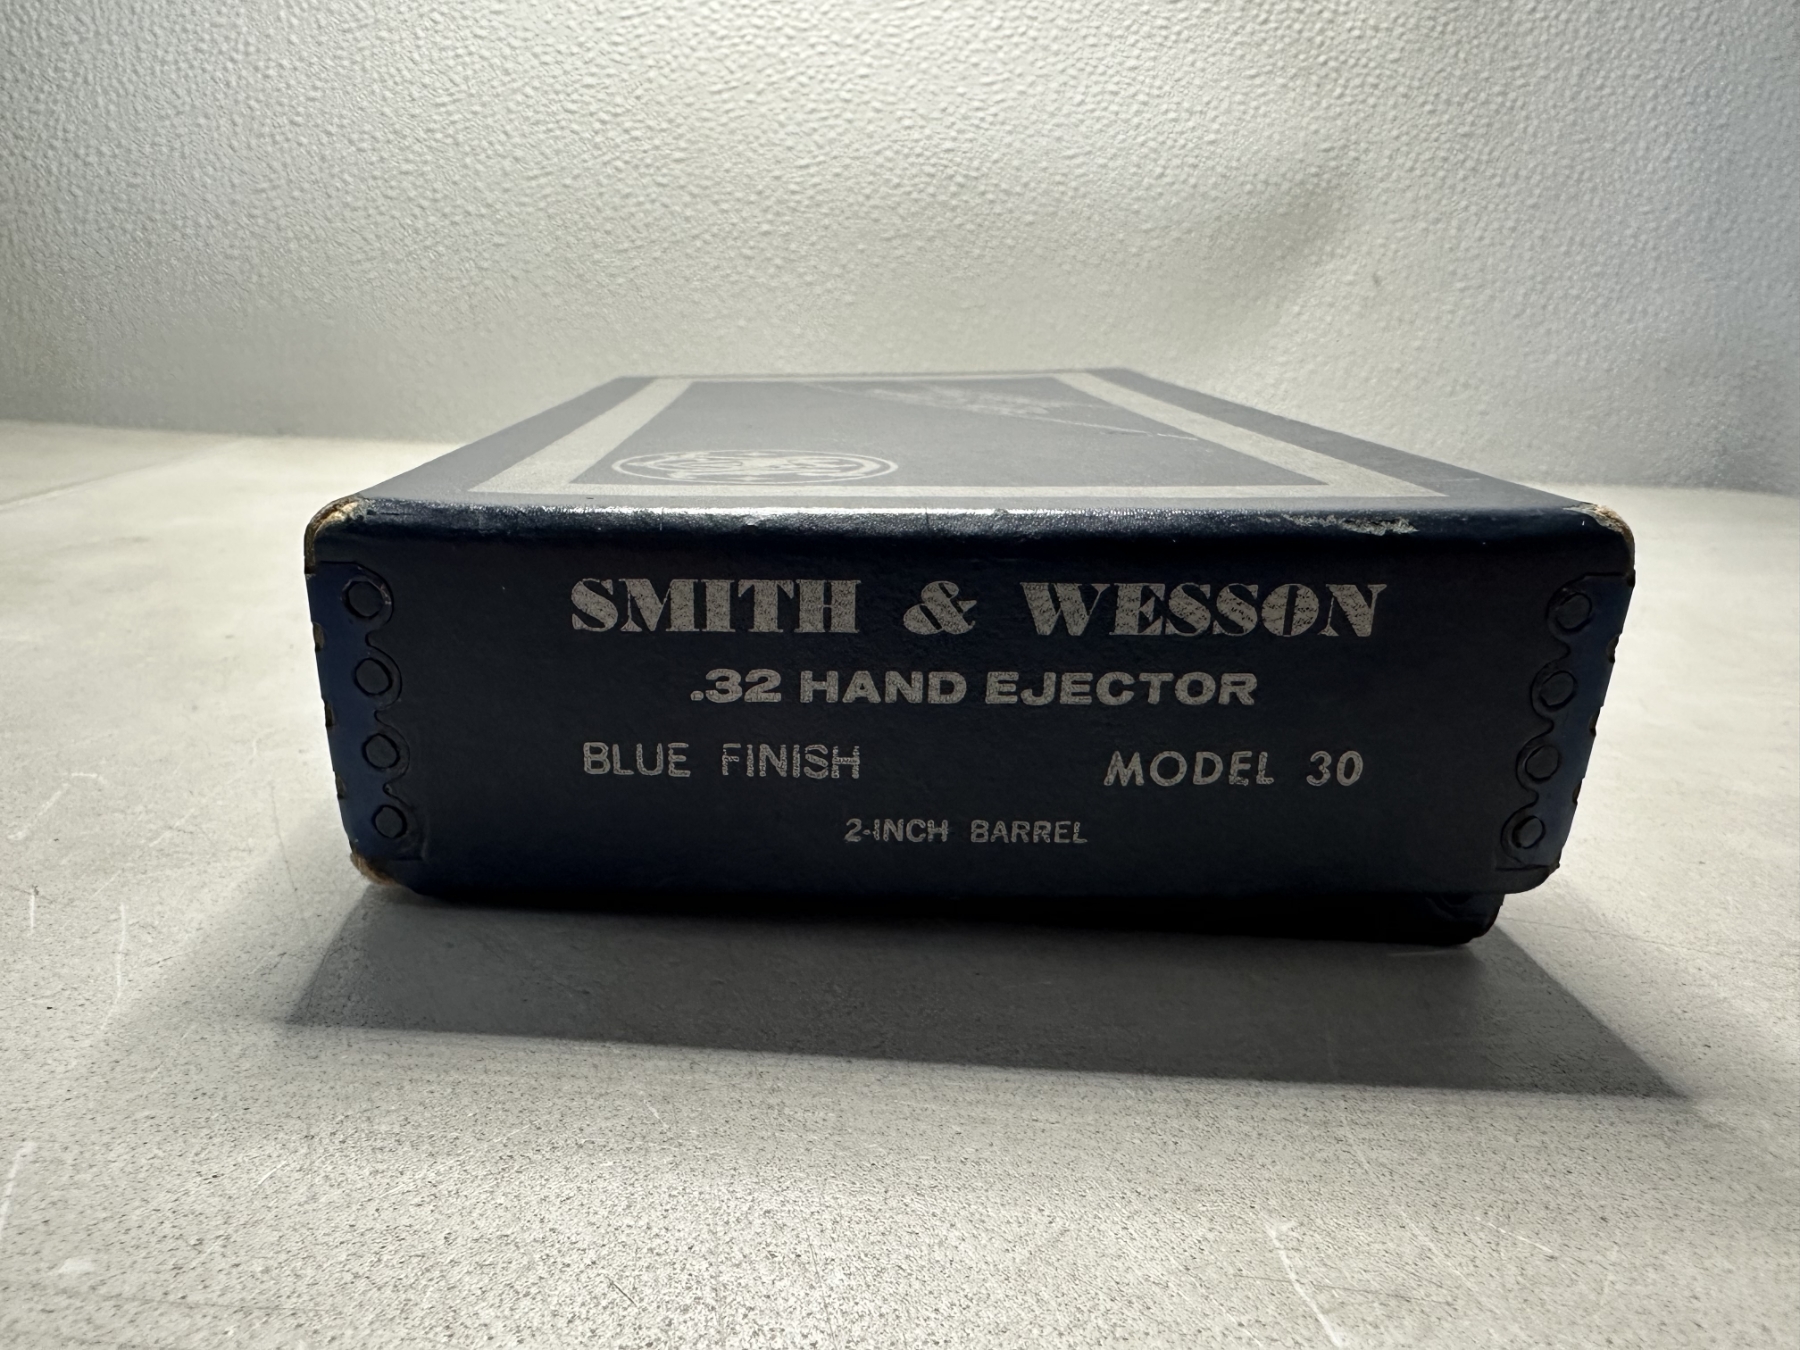 SMITH & WESSON
.32 HAND EJECTOR
BLUE FINISH MODEL 30
2-INCH BARREL